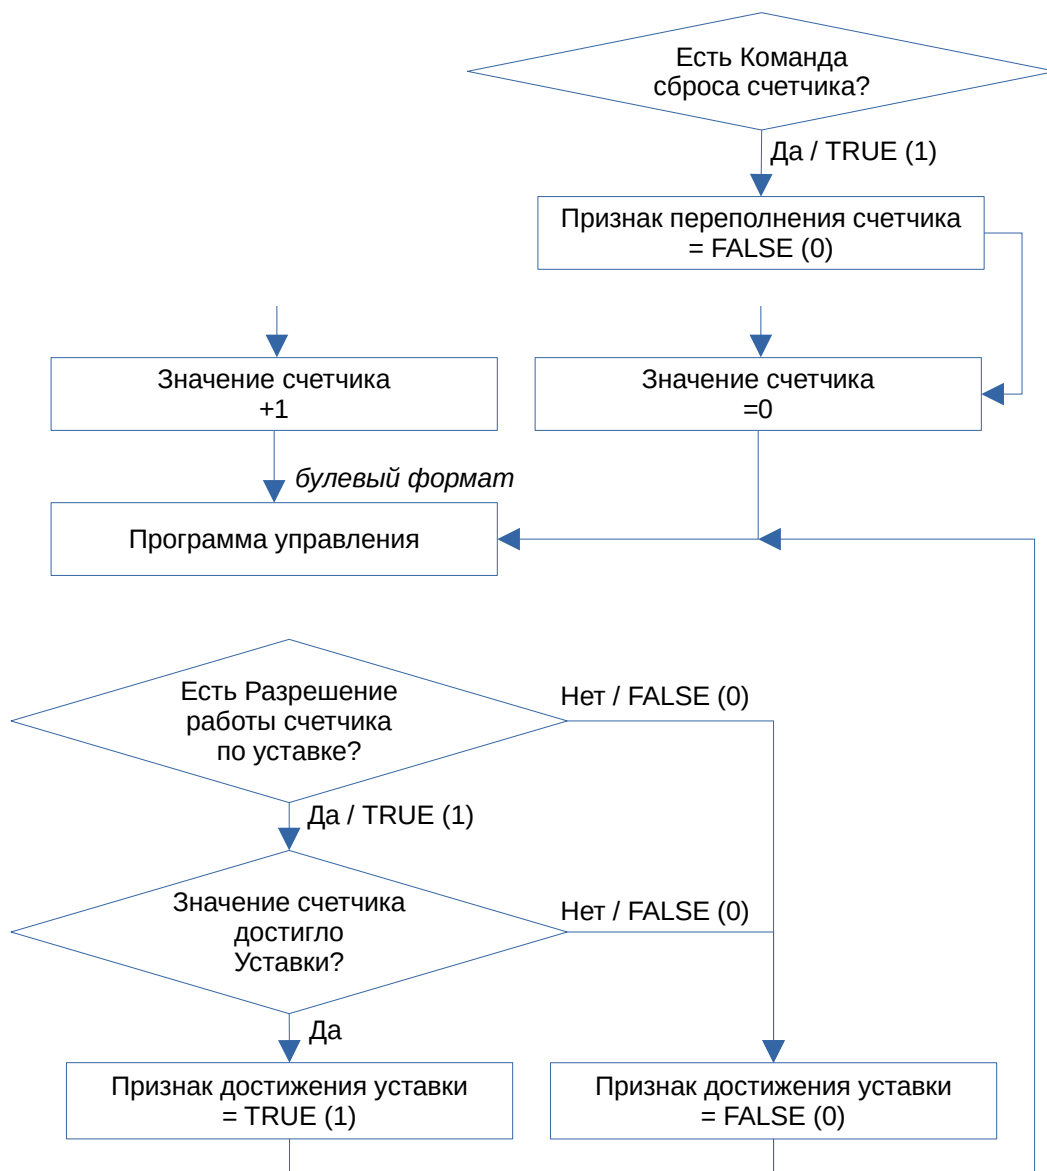 Есть Команда
сброса счетчика?
Да / TRUE (1)
Признак переполнения счетчика
= FALSE (0)
Значение счетчика
+1
Значение счетчика
=0
булевый формат
Программа управления
Есть Разрешение
работы счетчика
по уставке?
Нет / FALSE (0)
Да / TRUE (1)
Значение счетчика
достигло
Уставки?
Нет / FALSE (0)
Да
Признак достижения уставки
= TRUE (1)
Признак достижения уставки
= FALSE (0)